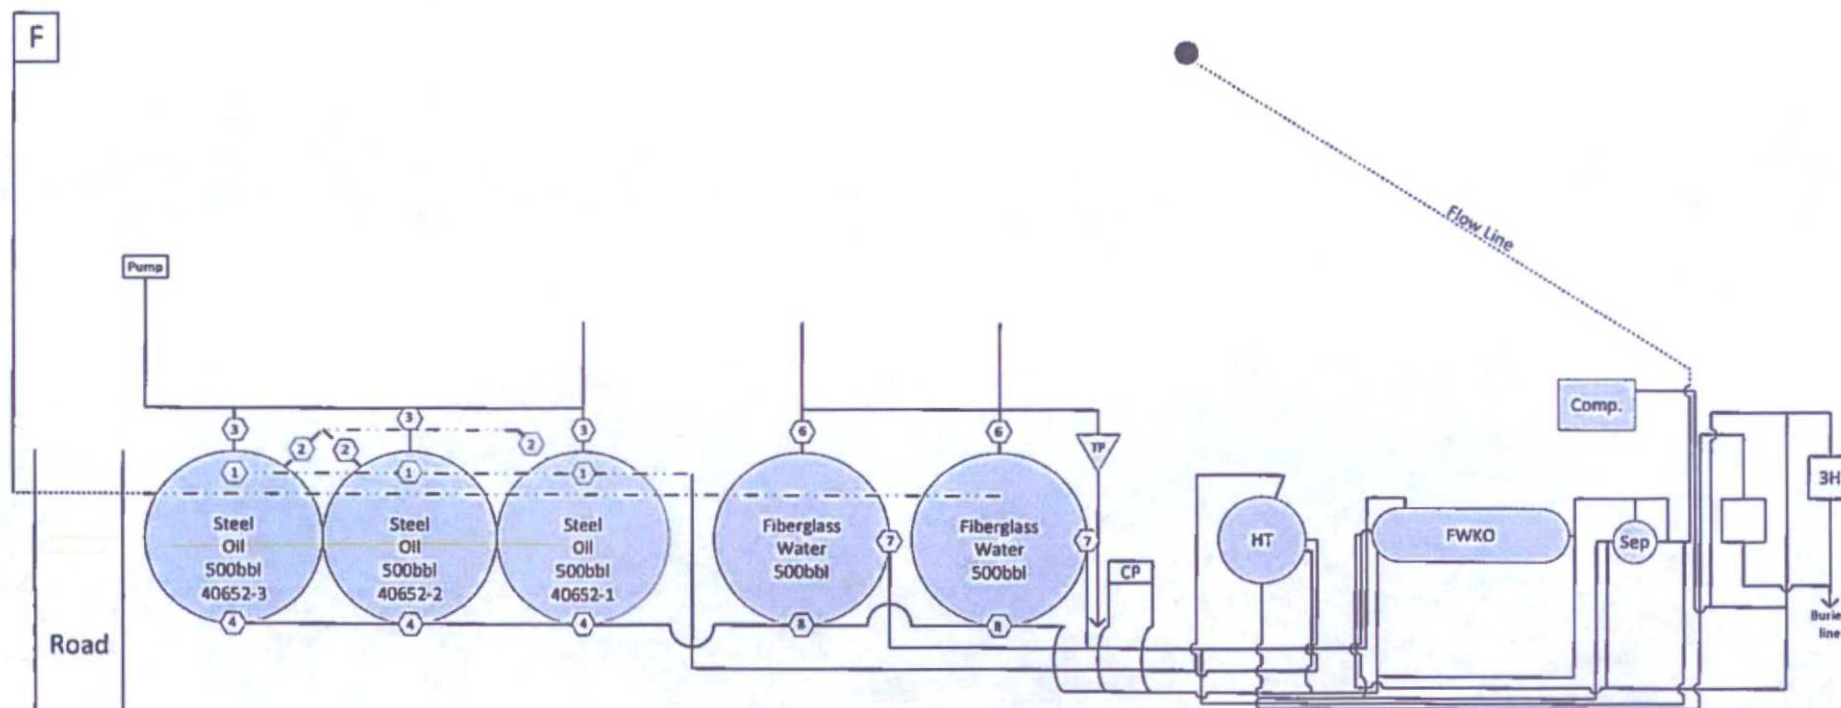 F
Flow Line
Pump
Comp.
3
3
3
6
6
2
2
2
TP
1
1
1
3H
Steel
Oil
500bbl
40652-3
Steel
Oil
500bbl
40652-2
Steel
Oil
500bbl
40652-1
Fiberglass
Water
500bbl
7
Fiberglass
Water
500bbl
7
CP
HT
FWKO
Sep
4
4
4
8
8
Road
Burie
line